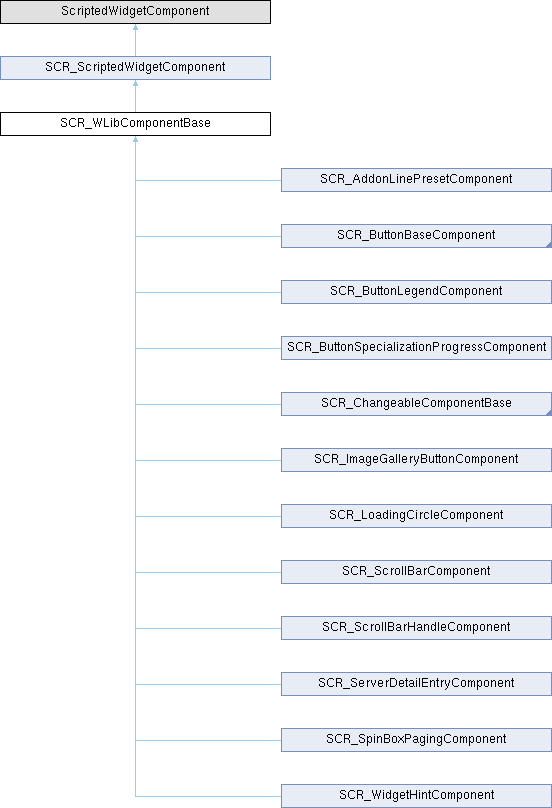 ScriptedWidgetComponent
SCR_ScriptedWidgetComponent
SCR_WLibComponentBase
SCR_AddonLinePresetComponent
SCR_ButtonBaseComponent
SCR_ButtonLegendComponent
SCR_ButtonSpecializationProgressComponent
SCR_ChangeableComponentBase
SCR_ImageGalleryButtonComponent
SCR_LoadingCircleComponent
SCR_ScrollBarComponent
SCR_ScrollBarHandleComponent
SCR_ServerDetailEntryComponent
SCR_SpinBoxPagingComponent
SCR_WidgetHintComponent